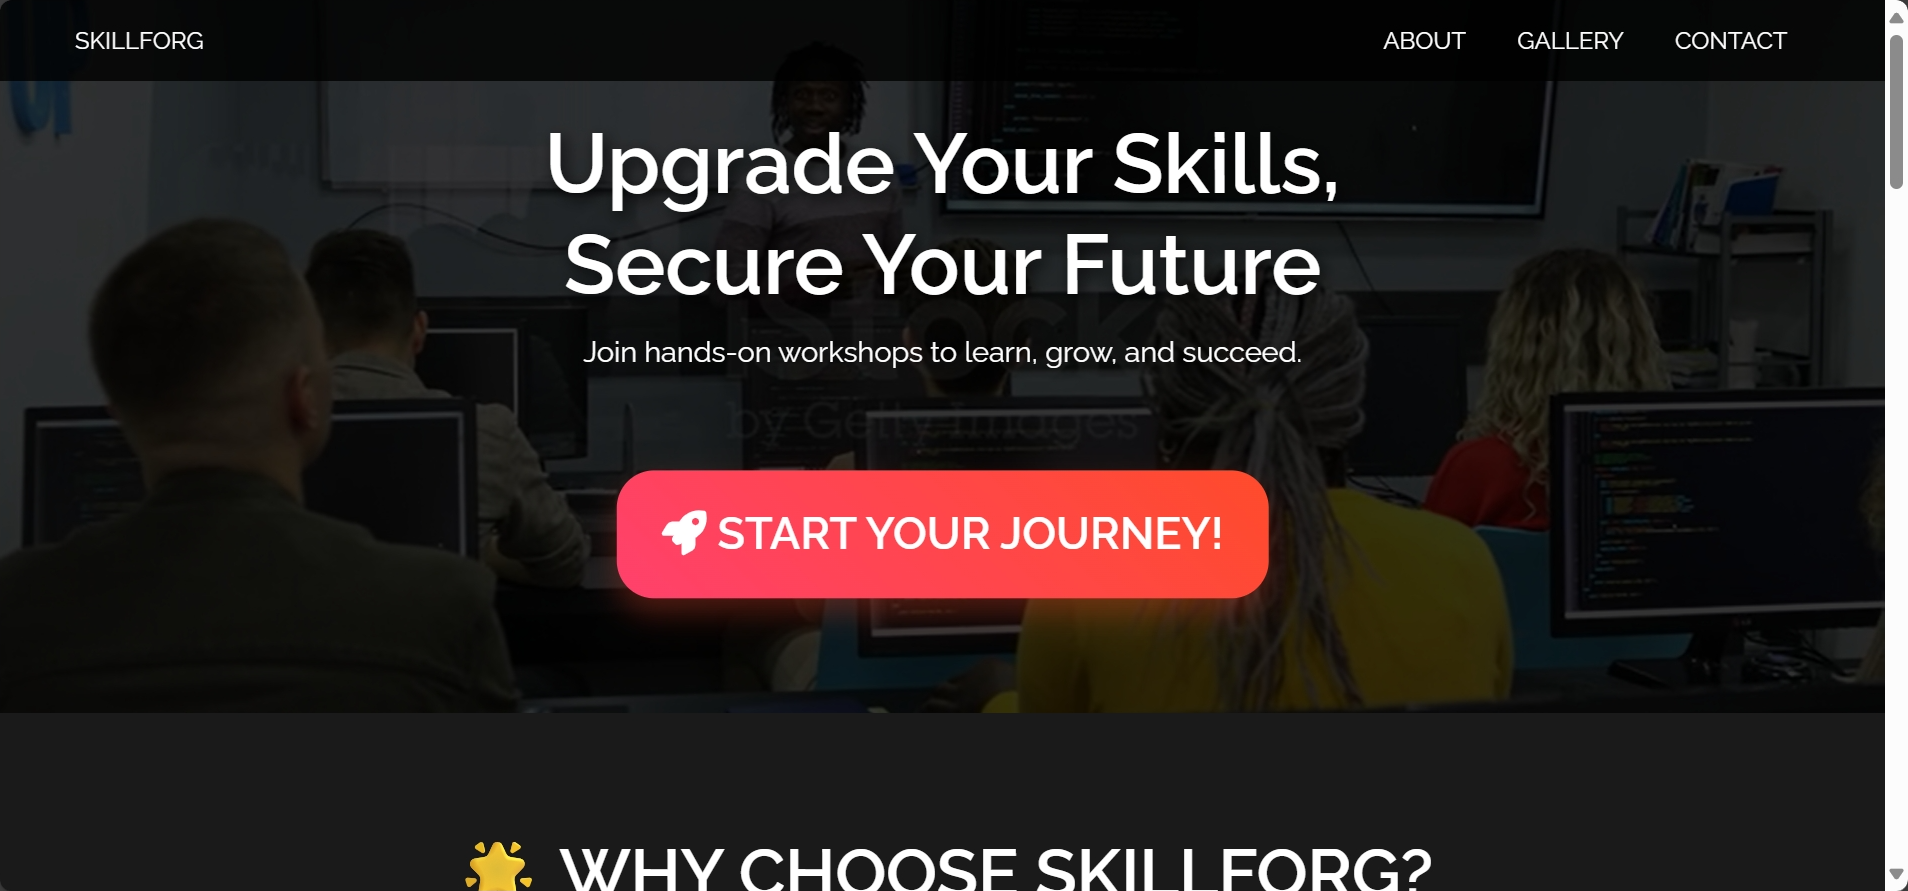 SKILLFORG
ABOUT
GALLERY
CONTACT
Upgrade Your Skills,
Secure Your Future
Join hands-on workshops to learn, grow, and succeed.
iStock
by Getty Images
START YOUR JOURNEY!
WHY CHOOSE SKILLFORG?